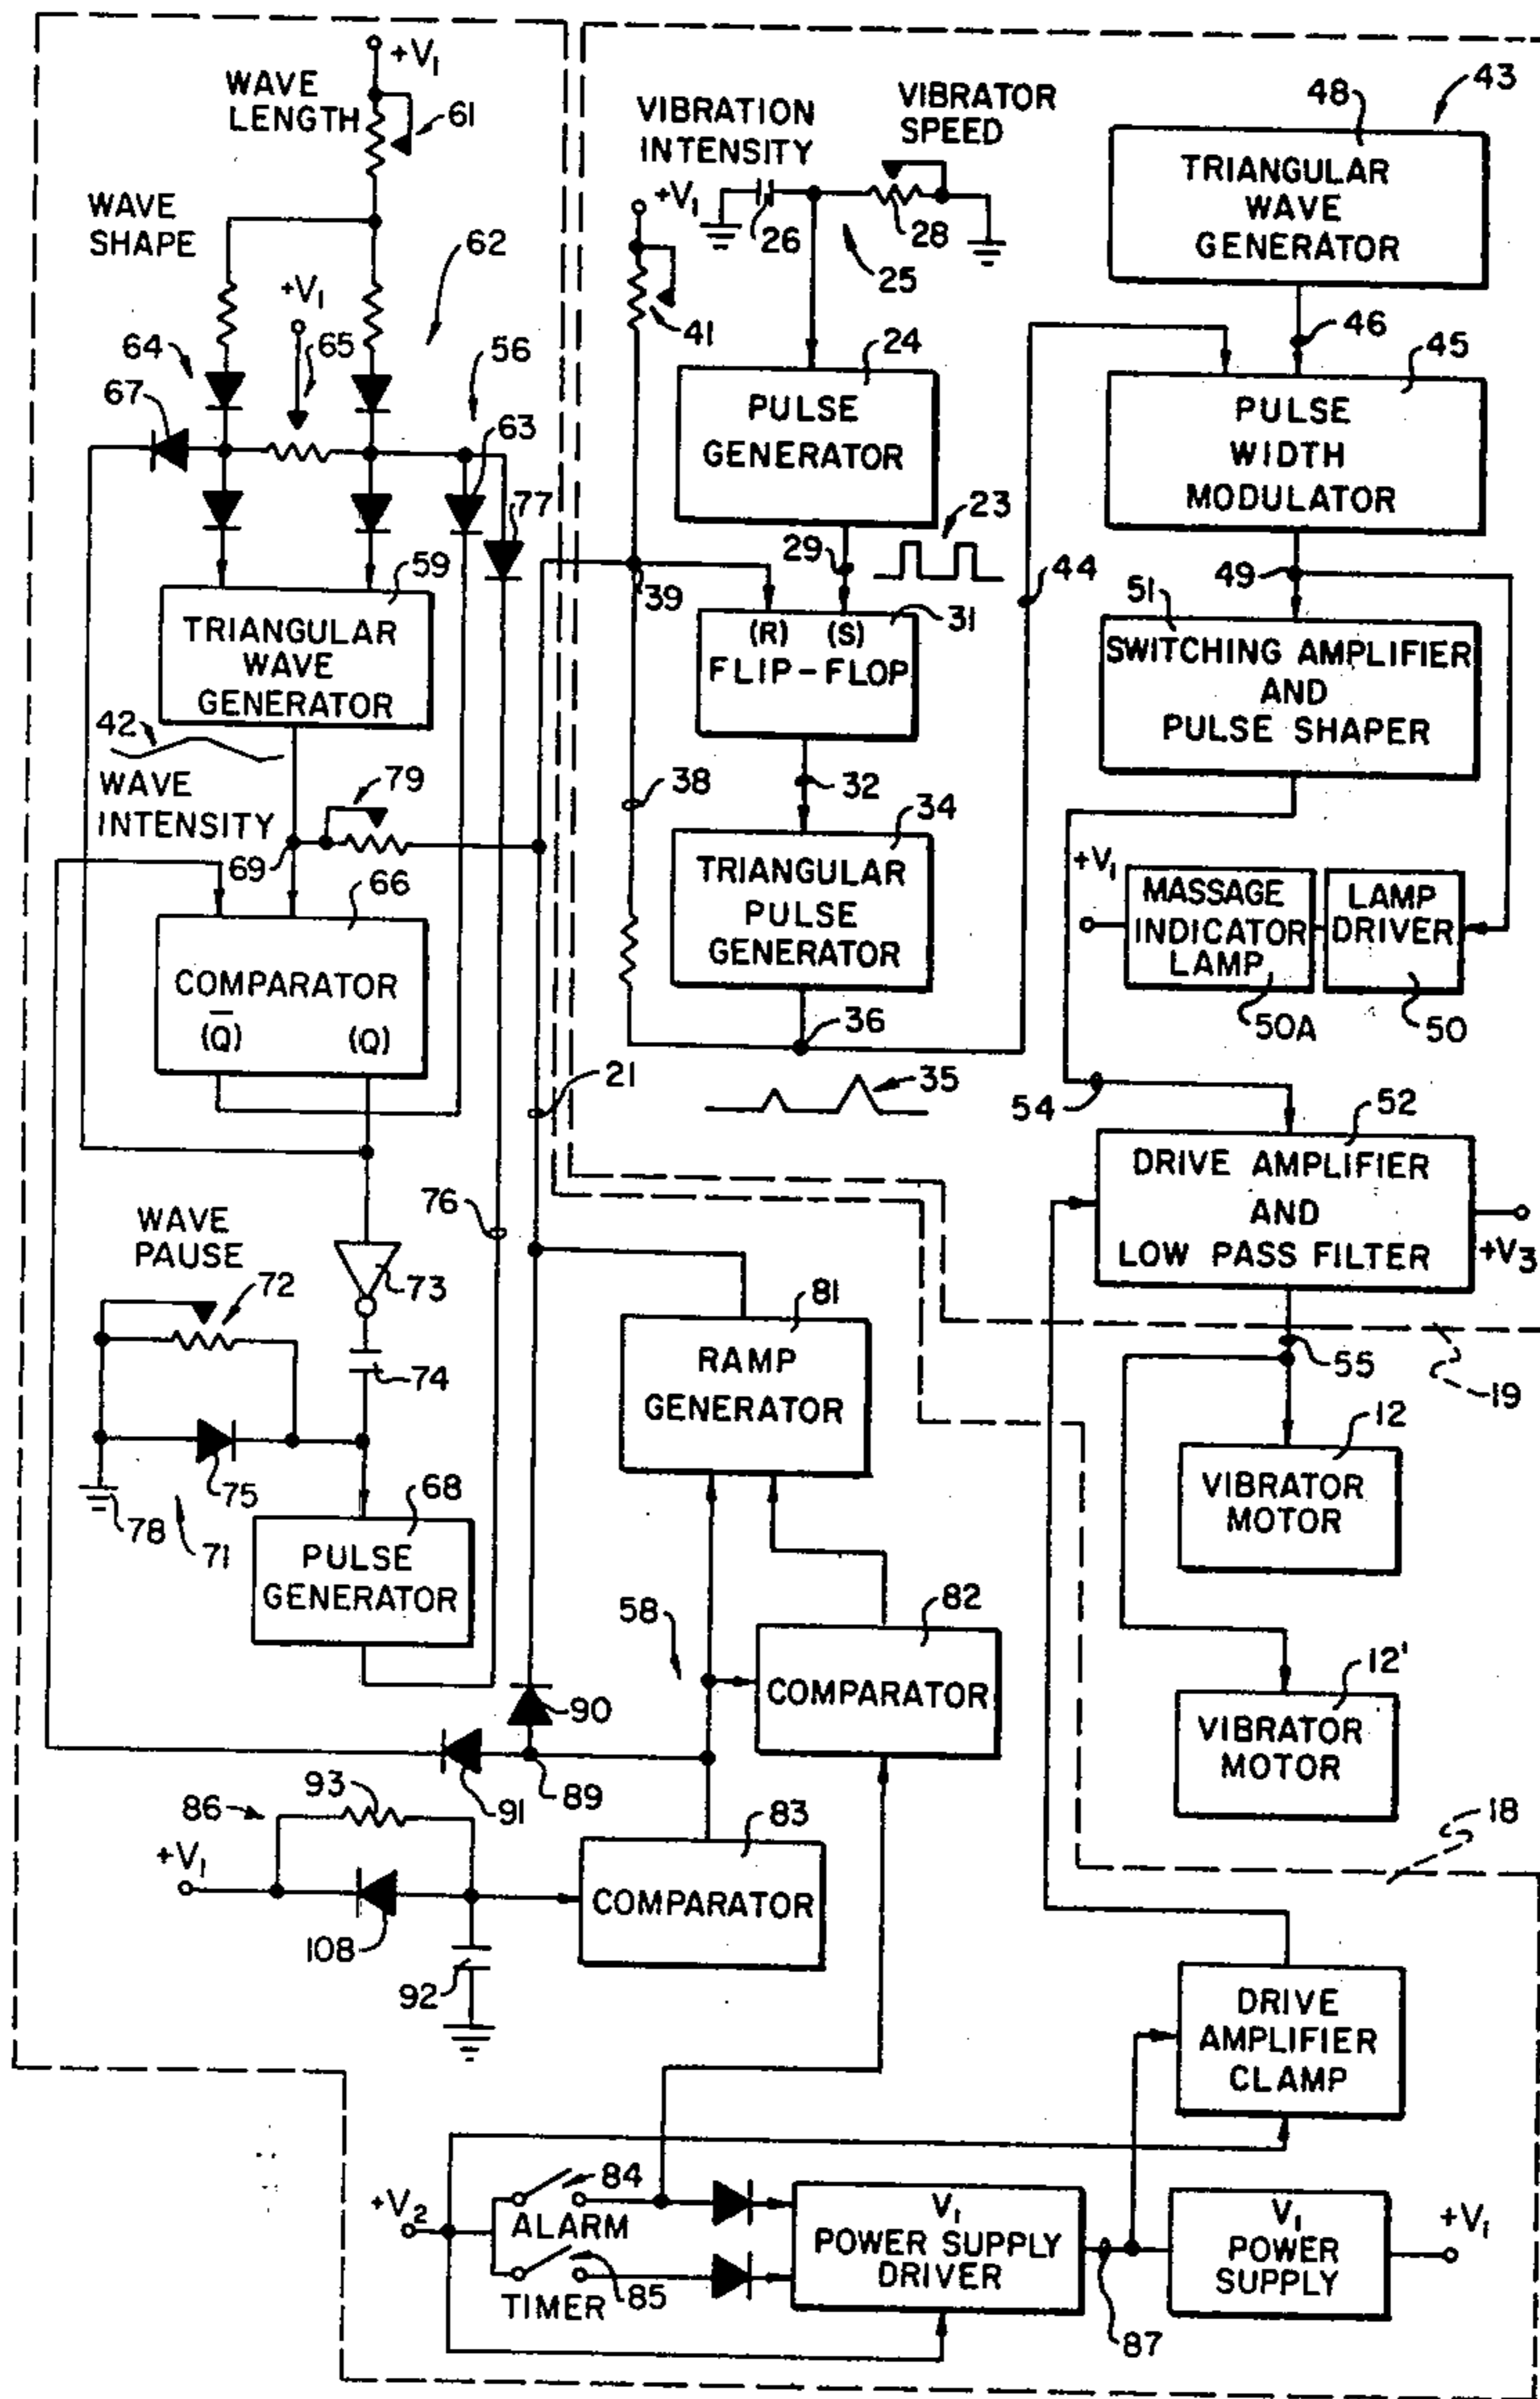 +V₁
WAVE
LENGTH
61
WAVE
SHAPE
62
+V₁
64
65
56
67
63
77
59
TRIANGULAR
WAVE
GENERATOR
42
WAVE
INTENSITY
79
69
66
COMPARATOR
(Q̅)
(Q)
21
76
WAVE
PAUSE
72
73
74
75
78
71
68
PULSE
GENERATOR
VIBRATION
INTENSITY
VIBRATOR
SPEED
+V₁
26
28
25
41
24
PULSE
GENERATOR
23
29
39
31
(R)
(S)
FLIP-FLOP
32
38
34
TRIANGULAR
PULSE
GENERATOR
36
35
44
43
48
TRIANGULAR
WAVE
GENERATOR
46
45
PULSE
WIDTH
MODULATOR
49
51
SWITCHING AMPLIFIER
AND
PULSE SHAPER
+V₁
MASSAGE
INDICATOR
LAMP
LAMP
DRIVER
50A
50
54
52
DRIVE AMPLIFIER
AND
LOW PASS FILTER
+V₃
55
19
12
VIBRATOR
MOTOR
12'
VIBRATOR
MOTOR
18
81
RAMP
GENERATOR
58
82
COMPARATOR
90
91
89
86
93
+V₁
108
92
83
COMPARATOR
DRIVE
AMPLIFIER
CLAMP
+V₂
84
ALARM
85
TIMER
V₁
POWER SUPPLY
DRIVER
87
V₁
POWER
SUPPLY
+V₁